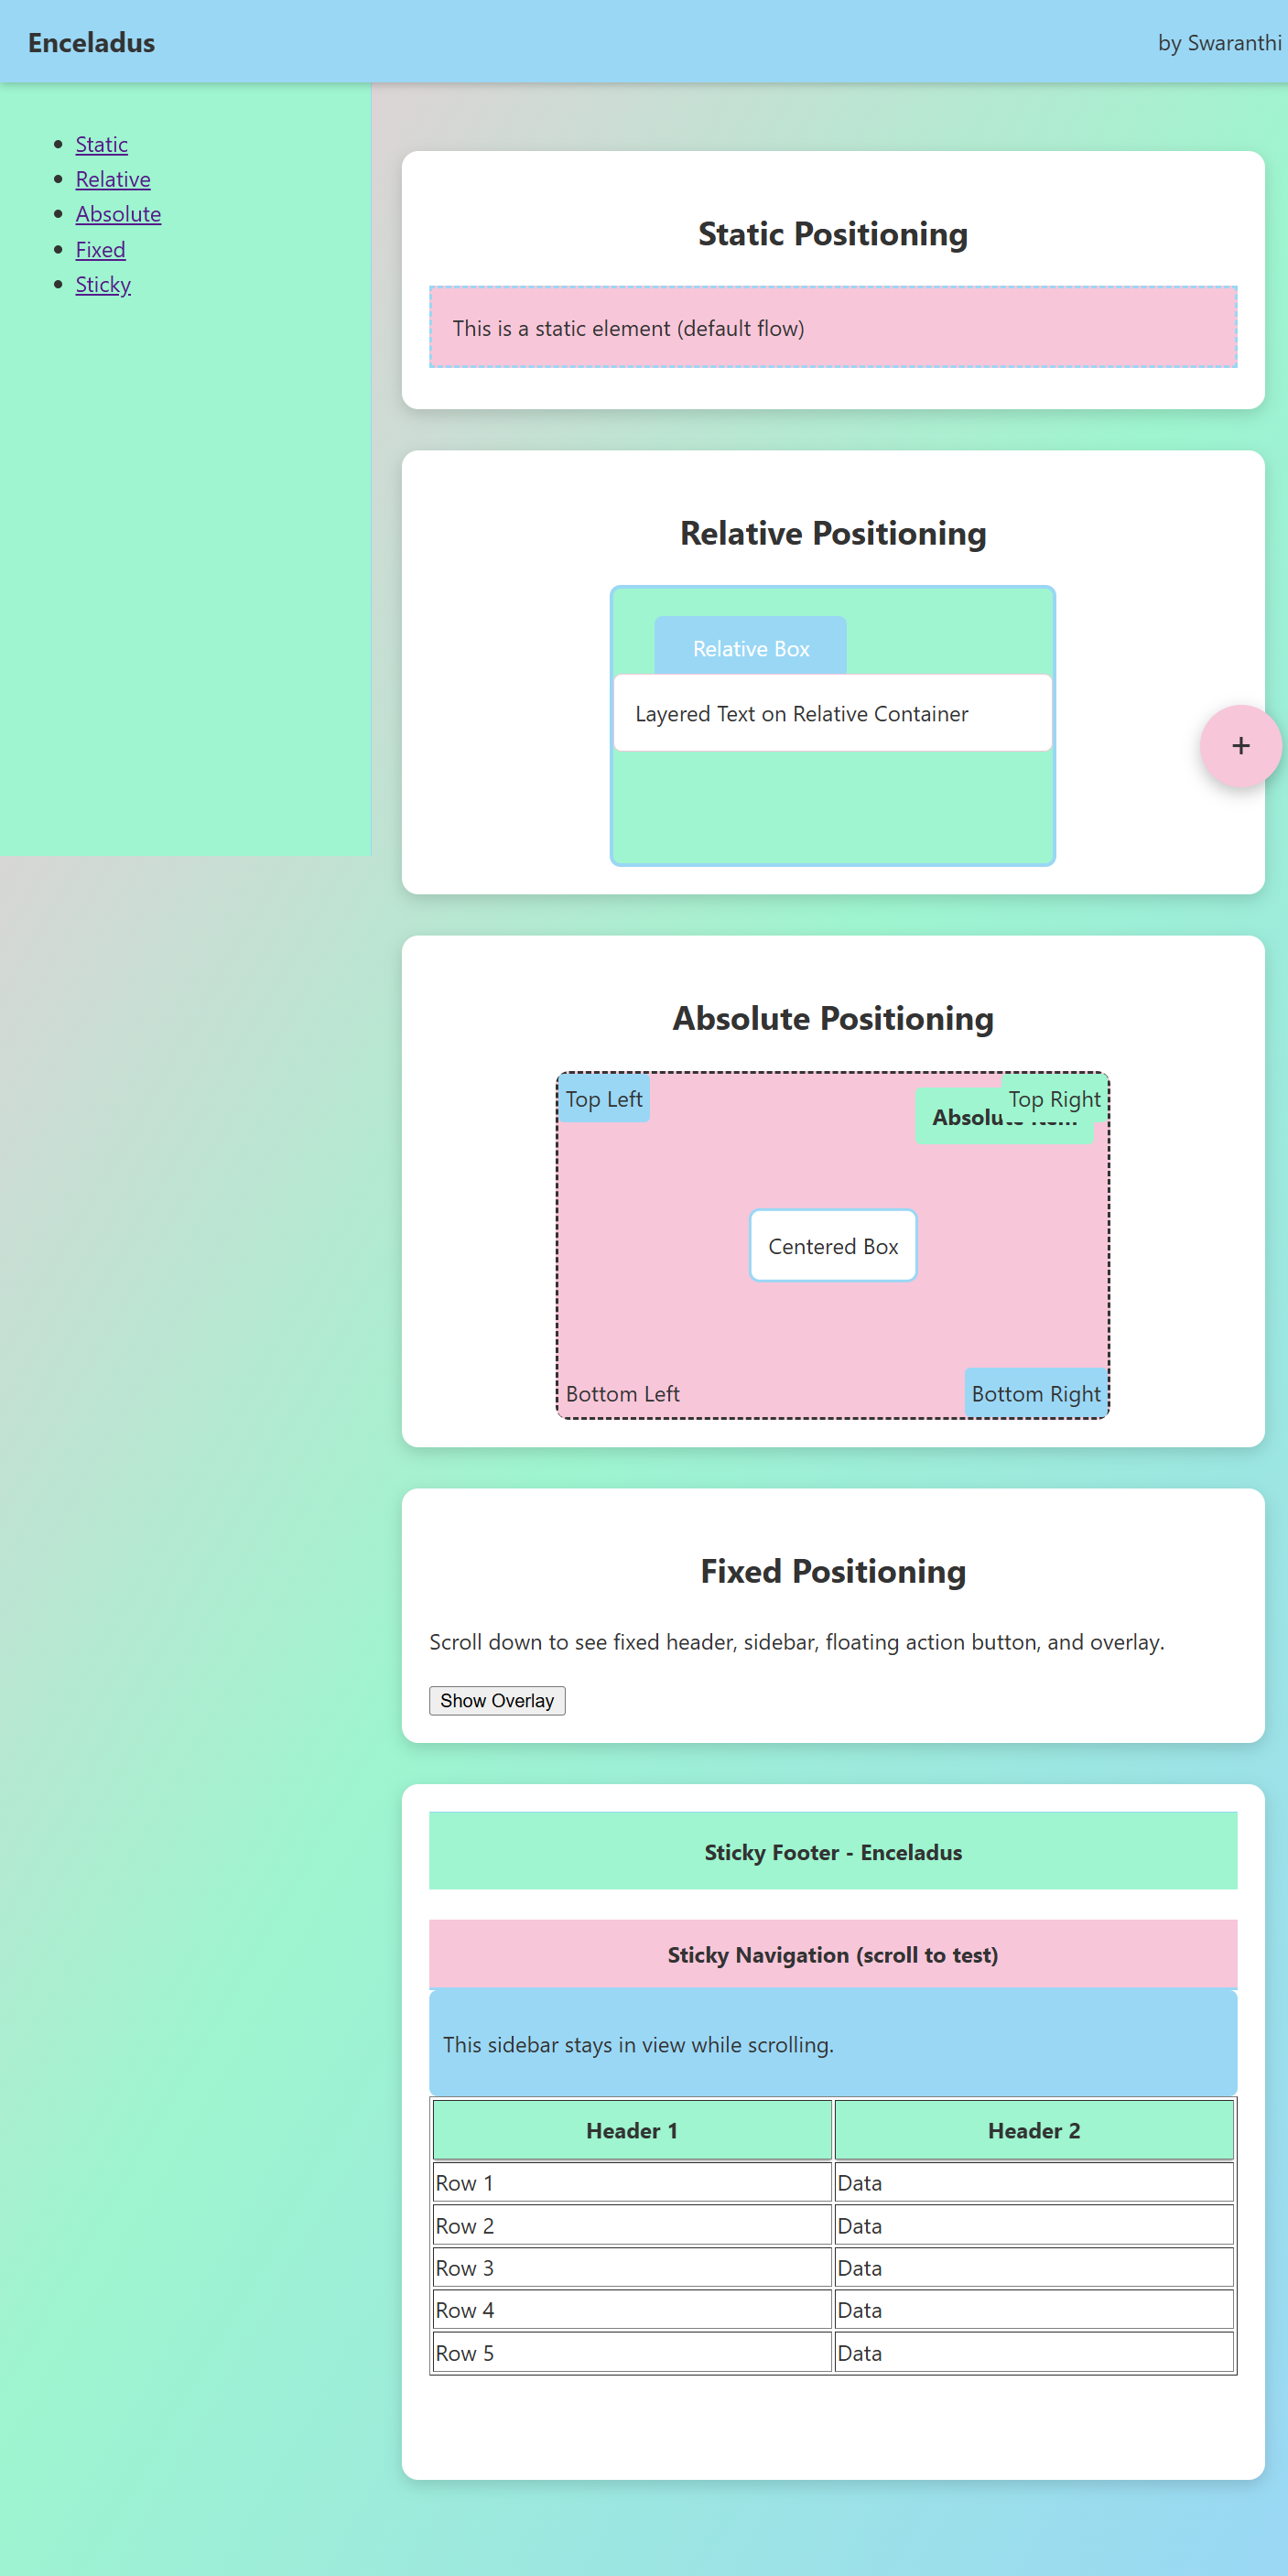 Enceladus
by Swaranthi
Static
Relative
Absolute
Fixed
Sticky
Static Positioning
This is a static element (default flow)
Relative Positioning
Relative Box
Layered Text on Relative Container
+
Absolute Positioning
Top Left
Top Right
Centered Box
Bottom Left
Bottom Right
Fixed Positioning
Scroll down to see fixed header, sidebar, floating action button, and overlay.
Show Overlay
Sticky Footer - Enceladus
Sticky Navigation (scroll to test)
This sidebar stays in view while scrolling.
Header 1 Header 2
Row 1 Data
Row 2 Data
Row 3 Data
Row 4 Data
Row 5 Data